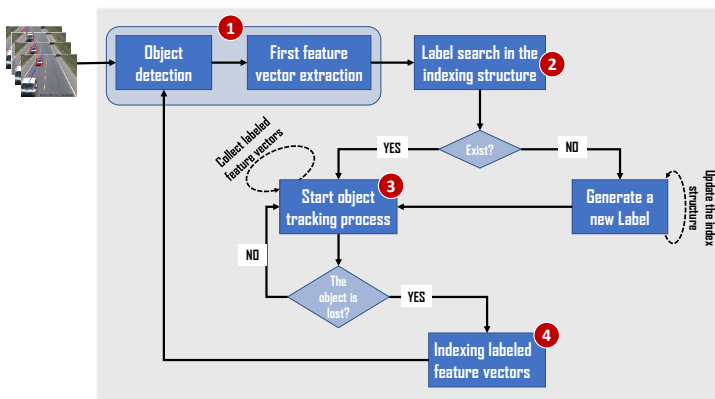 1
Object
detection
First feature
vector extraction
Label search in the
indexing structure
2
Exist?
YES
NO
Collect labeled
feature vectors
3
Start object
tracking process
Generate a
new Label
Update the index
structure
NO
The
object is
lost?
YES
4
Indexing labeled
feature vectors